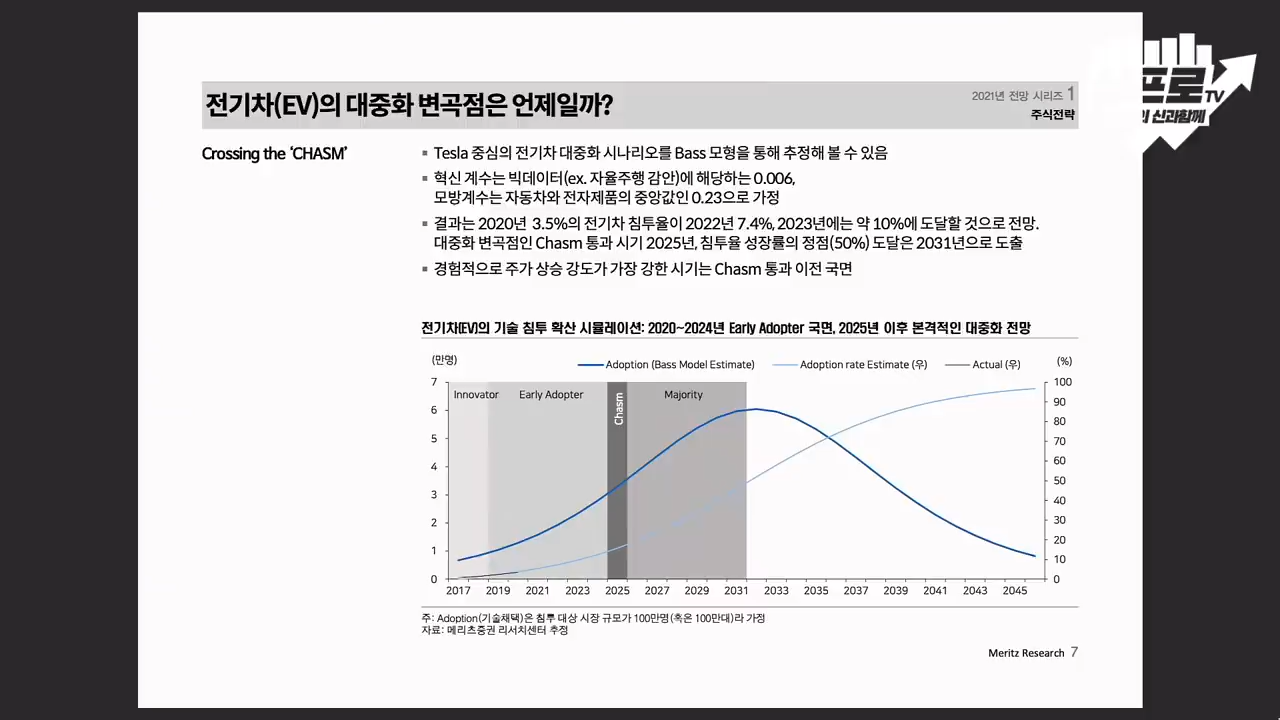 전기차(EV)의 대중화 변곡점은 언제일까?
2021년 전망 시리즈 1
주식전략
프로TV
의 신과함께
Crossing the ‘CHASM’
▪ Tesla 중심의 전기차 대중화 시나리오를 Bass 모형을 통해 추정해 볼 수 있음
▪ 혁신 계수는 빅데이터(ex. 자율주행 감안)에 해당하는 0.006,
모방계수는 자동차와 전자제품의 중앙값인 0.23으로 가정
▪ 결과는 2020년 3.5%의 전기차 침투율이 2022년 7.4%, 2023년에는 약 10%에 도달할 것으로 전망.
대중화 변곡점인 Chasm 통과 시기 2025년, 침투율 성장률의 정점(50%) 도달은 2031년으로 도출
▪ 경험적으로 주가 상승 강도가 가장 강한 시기는 Chasm 통과 이전 국면
전기차(EV)의 기술 침투 확산 시뮬레이션: 2020~2024년 Early Adopter 국면, 2025년 이후 본격적인 대중화 전망
(만명)
Adoption (Bass Model Estimate)
Adoption rate Estimate (우)
Actual (우)
(%)
7
6
5
4
3
2
1
0
Innovator
Early Adopter
Chasm
Majority
100
90
80
70
60
50
40
30
20
10
0
2017 2019 2021 2023 2025 2027 2029 2031 2033 2035 2037 2039 2041 2043 2045
주: Adoption(기술채택)은 침투 대상 시장 규모가 100만명(혹은 100만대)라 가정
자료: 메리츠증권 리서치센터 추정
Meritz Research 7